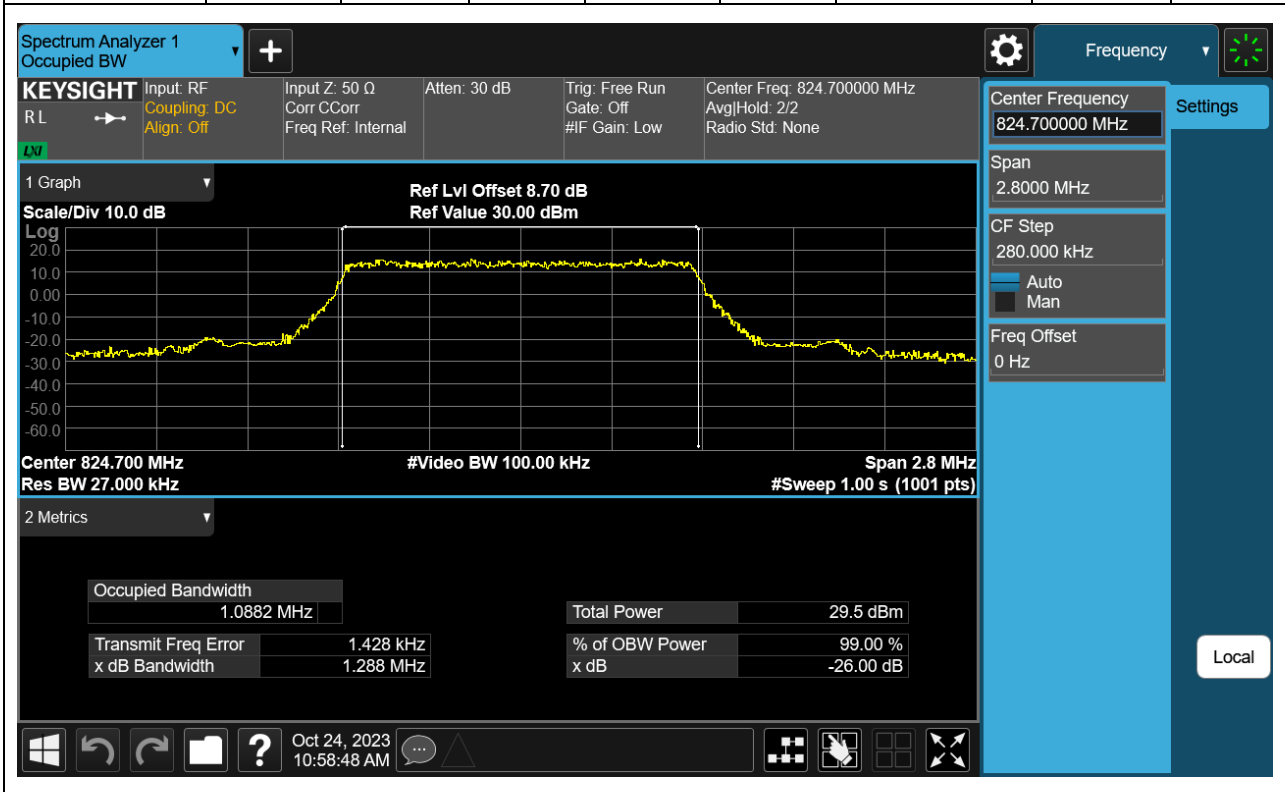 Spectrum Analyzer 1
Occupied BW
Frequency
KEYSIGHT
RL
LXI
Input: RF
Coupling: DC
Align: Off
Input Z: 50 Ω
Corr CCorr
Freq Ref: Internal
Atten: 30 dB
Trig: Free Run
Gate: Off
#IF Gain: Low
Center Freq: 824.700000 MHz
Avg|Hold: 2/2
Radio Std: None
Center Frequency
824.700000 MHz
Settings
Span
2.8000 MHz
CF Step
280.000 kHz
Auto
Man
Freq Offset
0 Hz
Local
1 Graph
Scale/Div 10.0 dB
Ref Lvl Offset 8.70 dB
Ref Value 30.00 dBm
Log
20.0
10.0
0.00
-10.0
-20.0
-30.0
-40.0
-50.0
-60.0
Center 824.700 MHz
#Video BW 100.00 kHz
Span 2.8 MHz
Res BW 27.000 kHz
#Sweep 1.00 s (1001 pts)
2 Metrics
Occupied Bandwidth
1.0882 MHz
Total Power 29.5 dBm
Transmit Freq Error 1.428 kHz
% of OBW Power 99.00 %
x dB Bandwidth 1.288 MHz
x dB -26.00 dB
?
Oct 24, 2023
10:58:48 AM